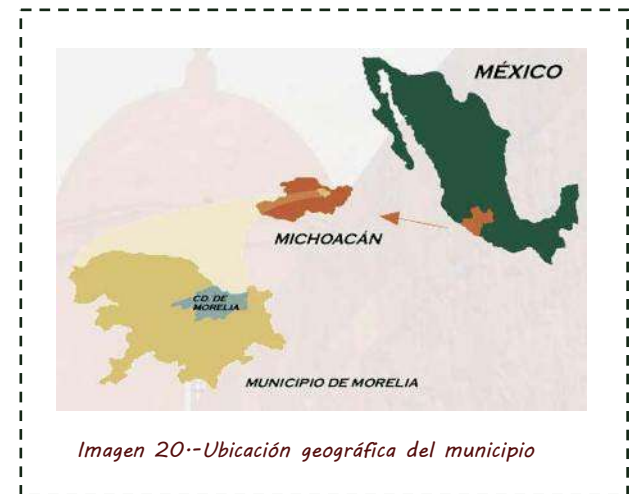 MÉXICO
MICHOACÁN
CD. DE
MORELIA
MUNICIPIO DE MORELIA
Imagen 20.-Ubicación geográfica del municipio